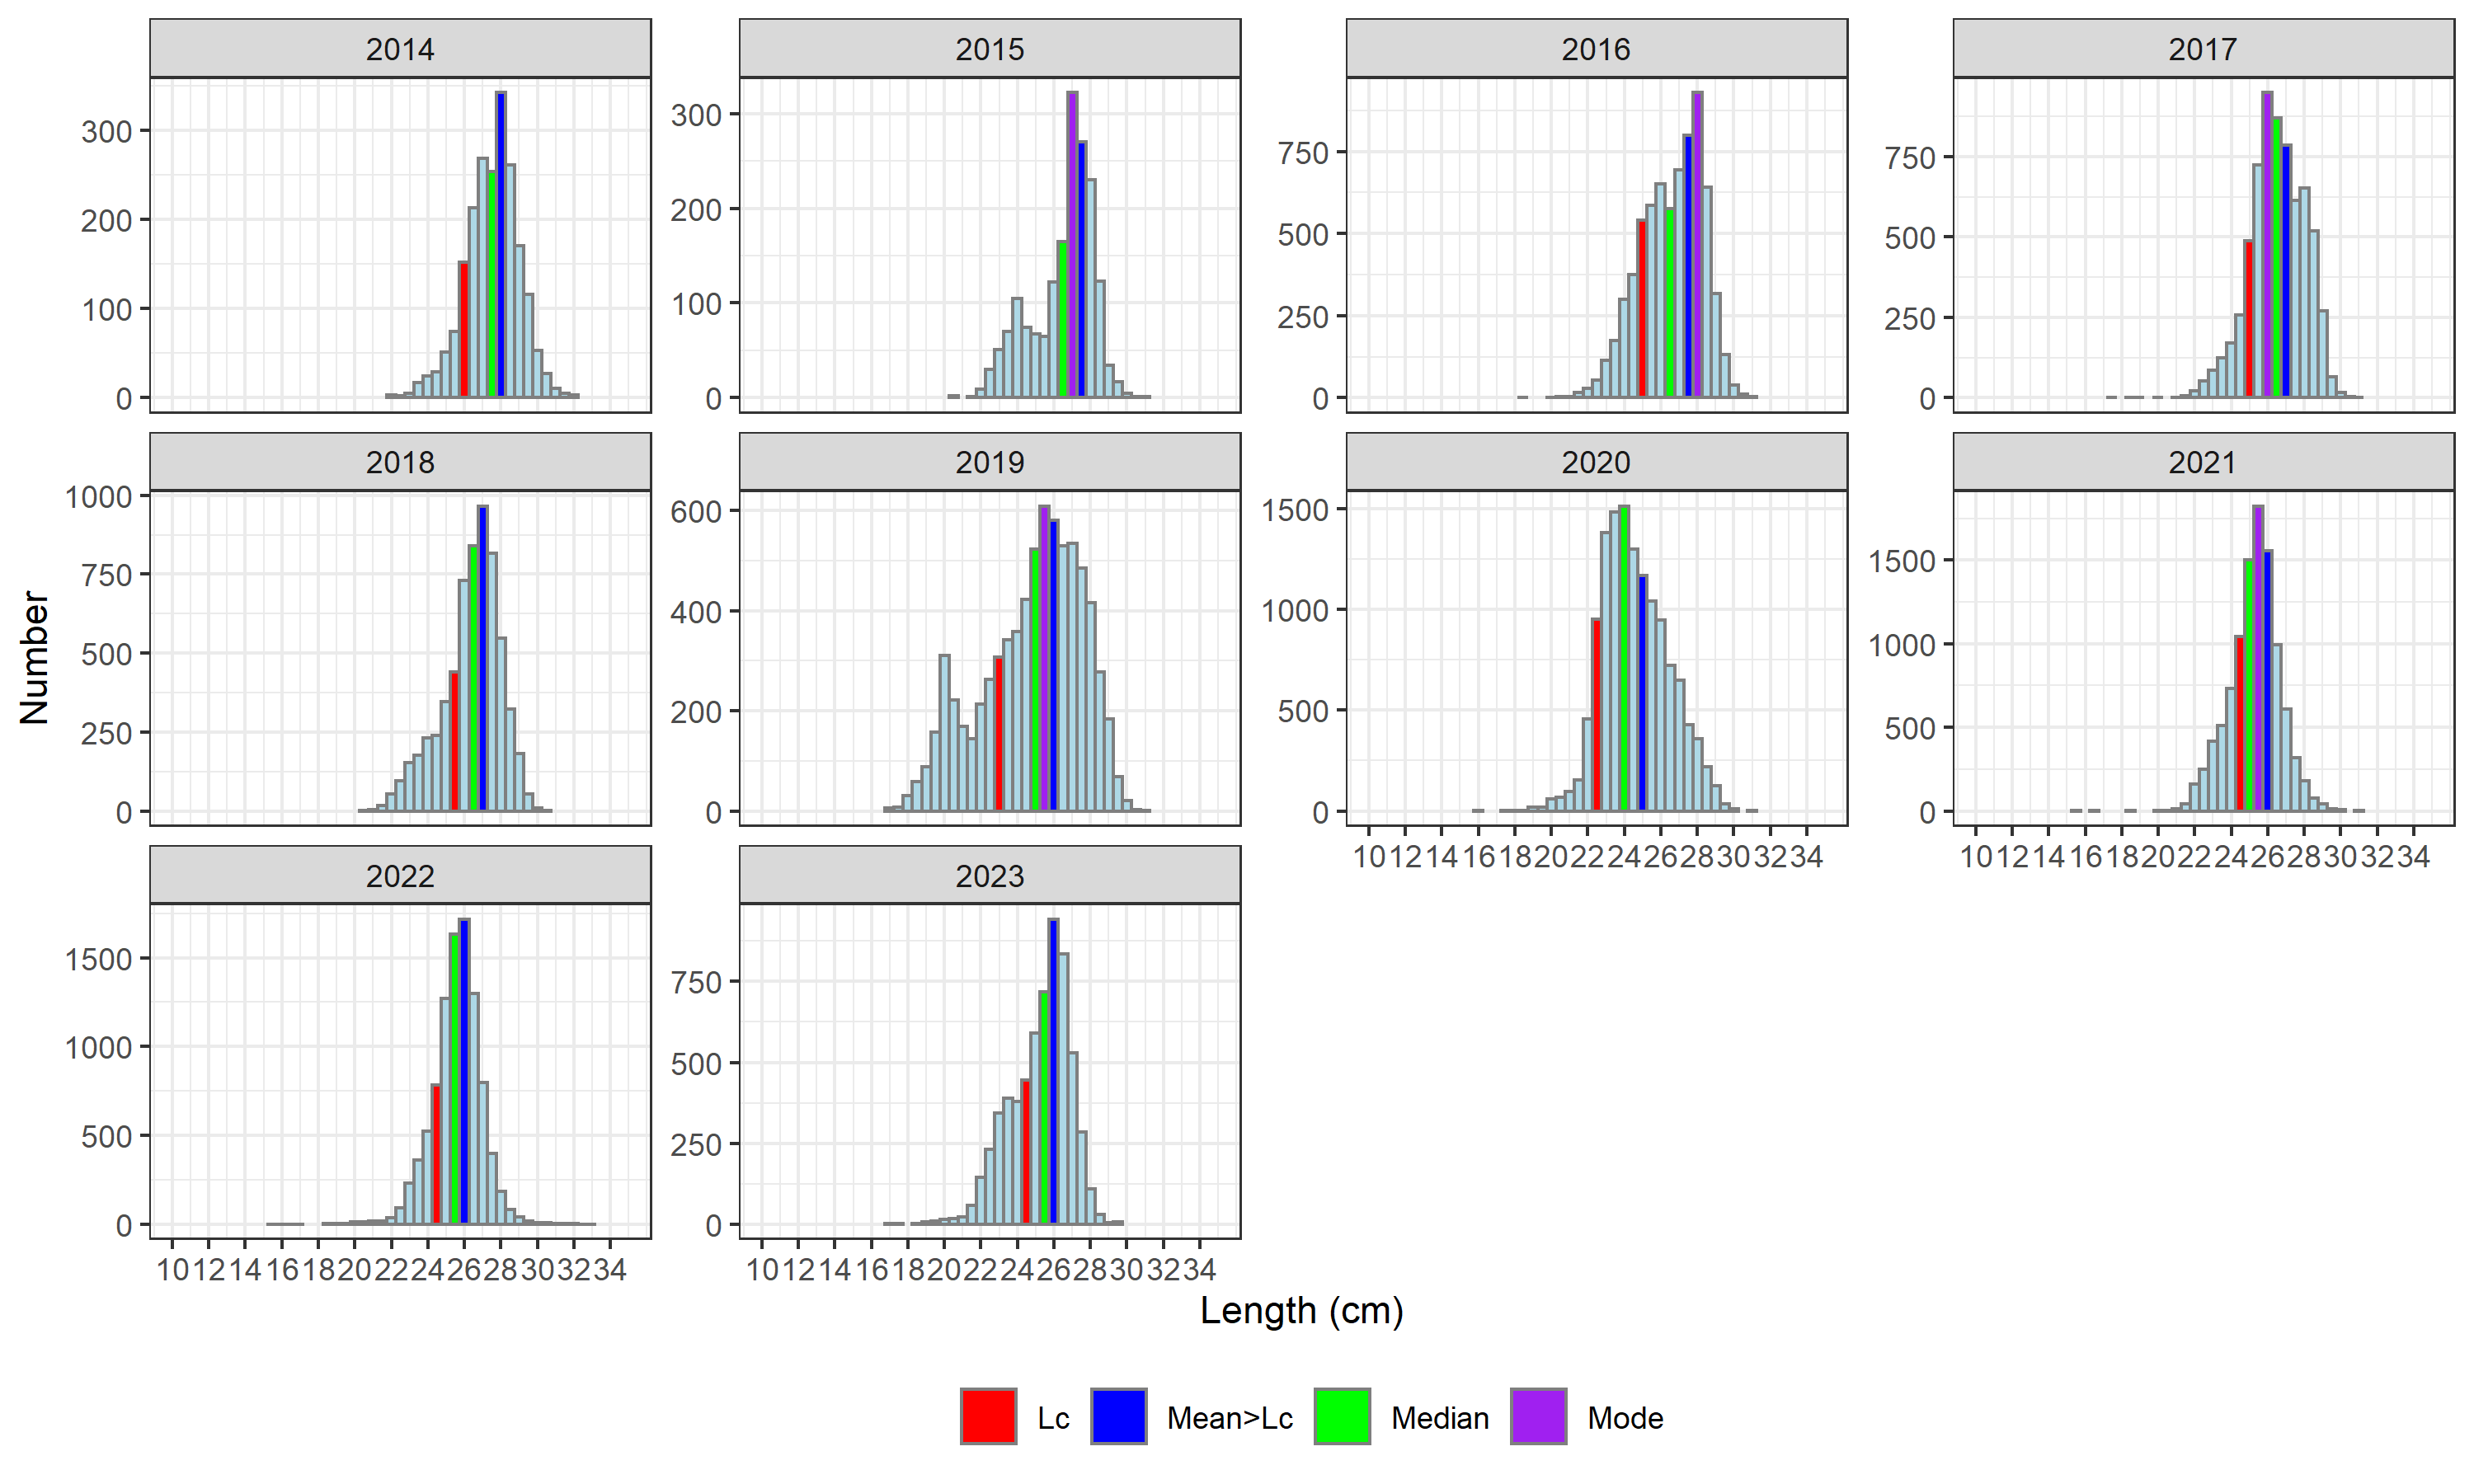 2014 2015 2016 2017
300 300 750 750
200 200 500 500
100 100 250 250
0 0 0 0
2018 2019 2020 2021
1000 600 1500 1500
750 400 1000 1000
500 200 500 500
250
0 0 0 0
10 12 14 16 18 20 22 24 26 28 30 32 34 10 12 14 16 18 20 22 24 26 28 30 32 34
2022 2023
1500 750
1000 500
500 250
0 0
10 12 14 16 18 20 22 24 26 28 30 32 34 10 12 14 16 18 20 22 24 26 28 30 32 34
Number
Length (cm)
Lc Mean>Lc Median Mode